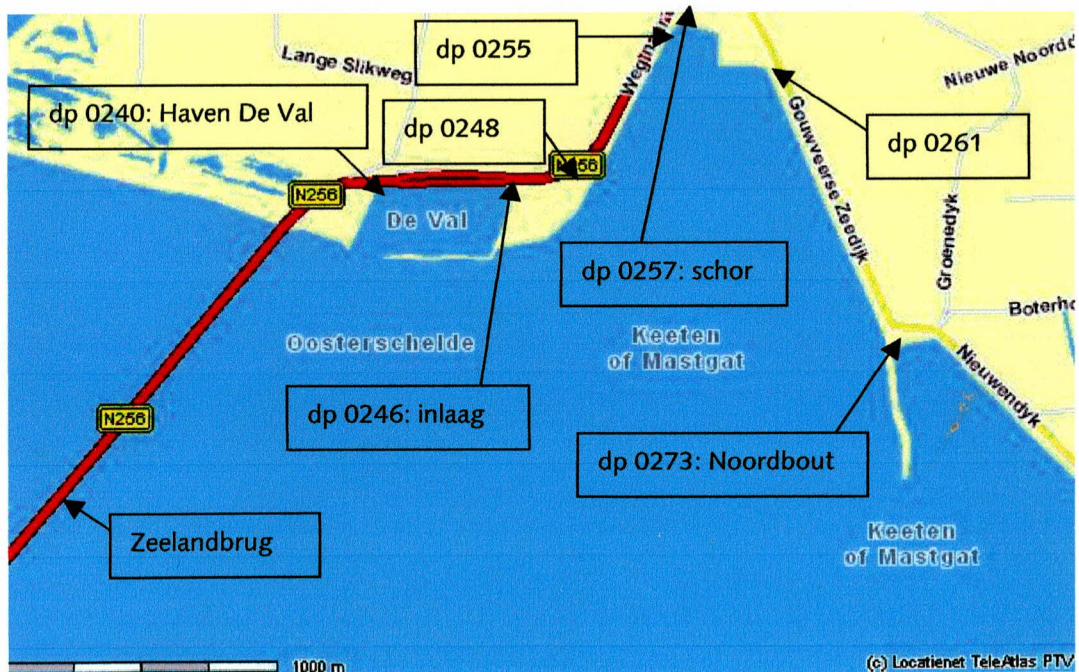 dp 0255
Lange Slikweg
Nieuwe Noordd
dp 0240: Haven De Val
dp 0248
dp 0261
N256
N256
Gouwveerse Zeedijk
Groenedyk
De Val
dp 0257: schor
Boterho
Oosterschelde
Keeten
of Mastgat
dp 0246: inlaag
Nieuwendyk
N256
dp 0273: Noordbout
Zeelandbrug
Keeten
of Mastgat
1000 m
(c) Locatienet TeleAtlas PTV